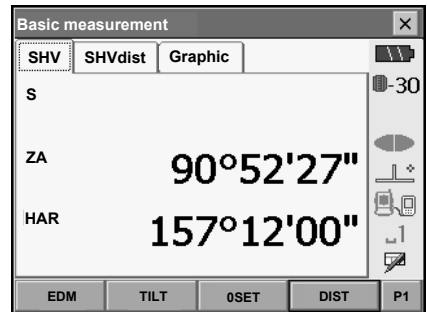 Basic measurement
SHV SHVdist Graphic
-30
S
ZA 90°52'27"
HAR 157°12'00"
1
EDM TILT 0SET DIST P1